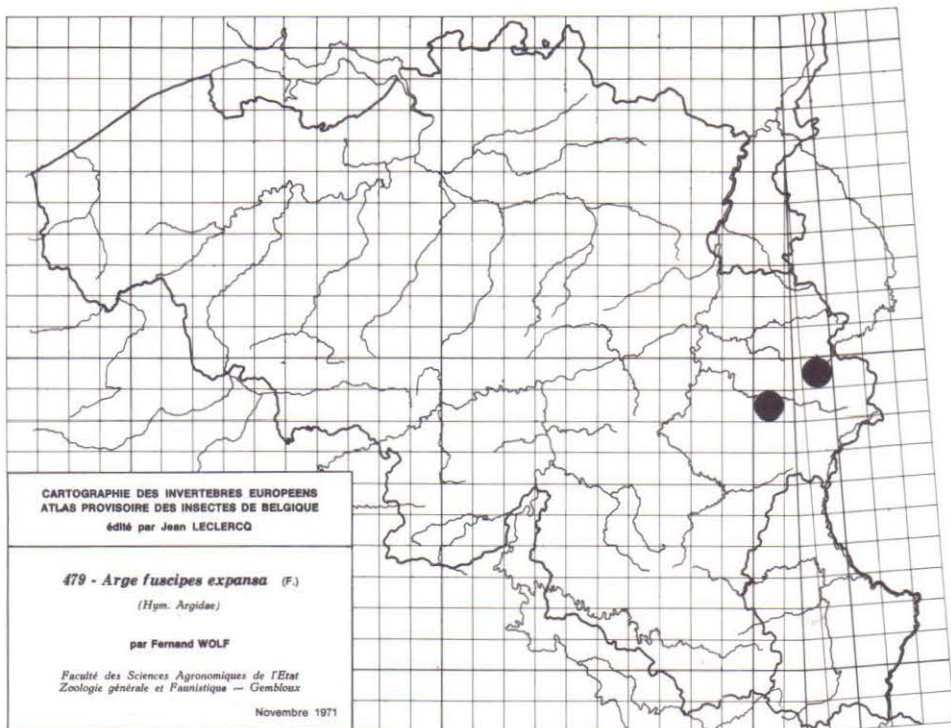 CARTOGRAPHIE DES INVERTEBRES EUROPEENS
ATLAS PROVISOIRE DES INSECTES DE BELGIQUE
édité par Jean LECLERCQ
479 - Arge fuscipes expansa (F.)
(Hym. Argidae)
par Fernand WOLF
Faculté des Sciences Agronomiques de l'Etat
Zoologie générale et Faunistique — Gembloux
Novembre 1971